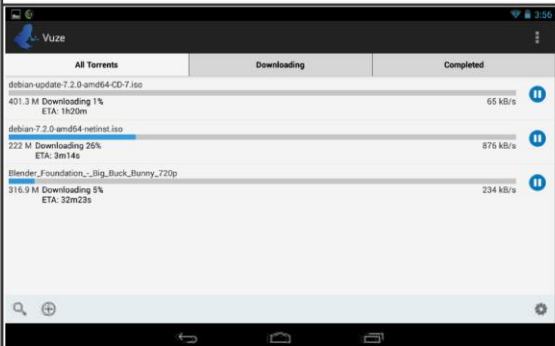 3:56
Vuze
All Torrents Downloading Completed
debian-update-7.2.0-amd64-CD-7.iso
401.3 M Downloading 1% 65 kB/s
ETA: 1h20m
debian-7.2.0-amd64-netinst.iso
222 M Downloading 26% 876 kB/s
ETA: 3m14s
Blender_Foundation_-_Big_Buck_Bunny_720p
316.9 M Downloading 5% 234 kB/s
ETA: 32m23s